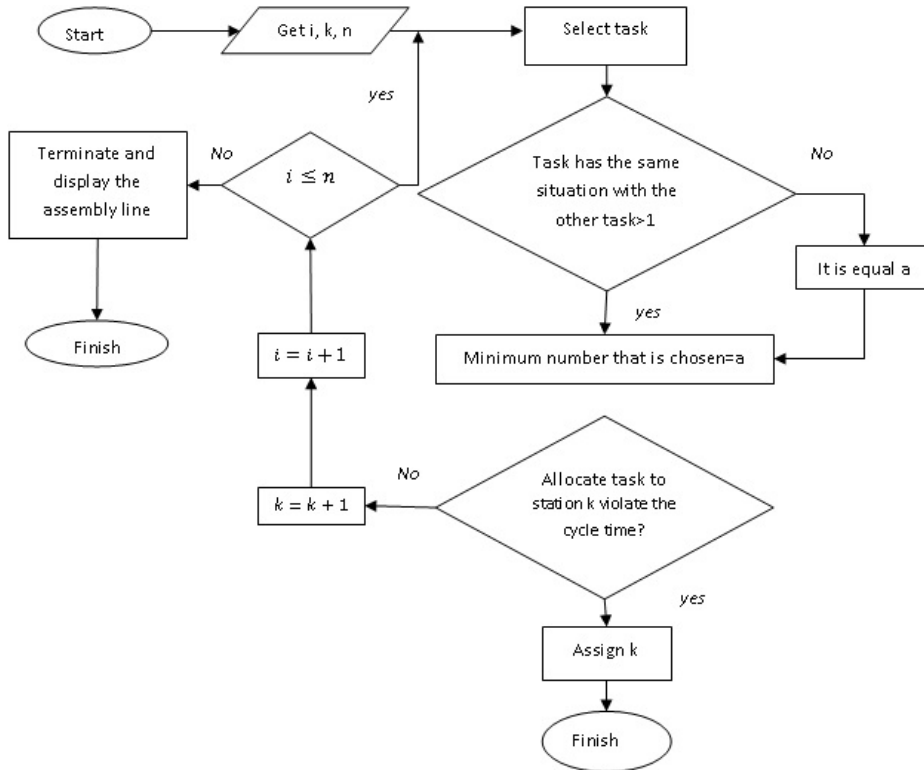 Start
Get i, k, n
Select task
yes
No
Terminate and
display the
assembly line
i ≤ n
Task has the same
situation with the
other task>1
No
It is equal a
yes
Finish
i = i + 1
Minimum number that is chosen=a
No
k = k + 1
Allocate task to
station k violate the
cycle time?
yes
Assign k
Finish